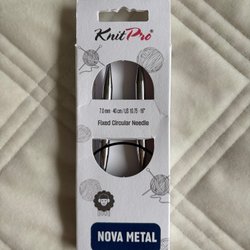 KnitPro
7.0 mm · 40 cm / US 10.75 · 16"
Fixed Circular Needle
NOVA METAL